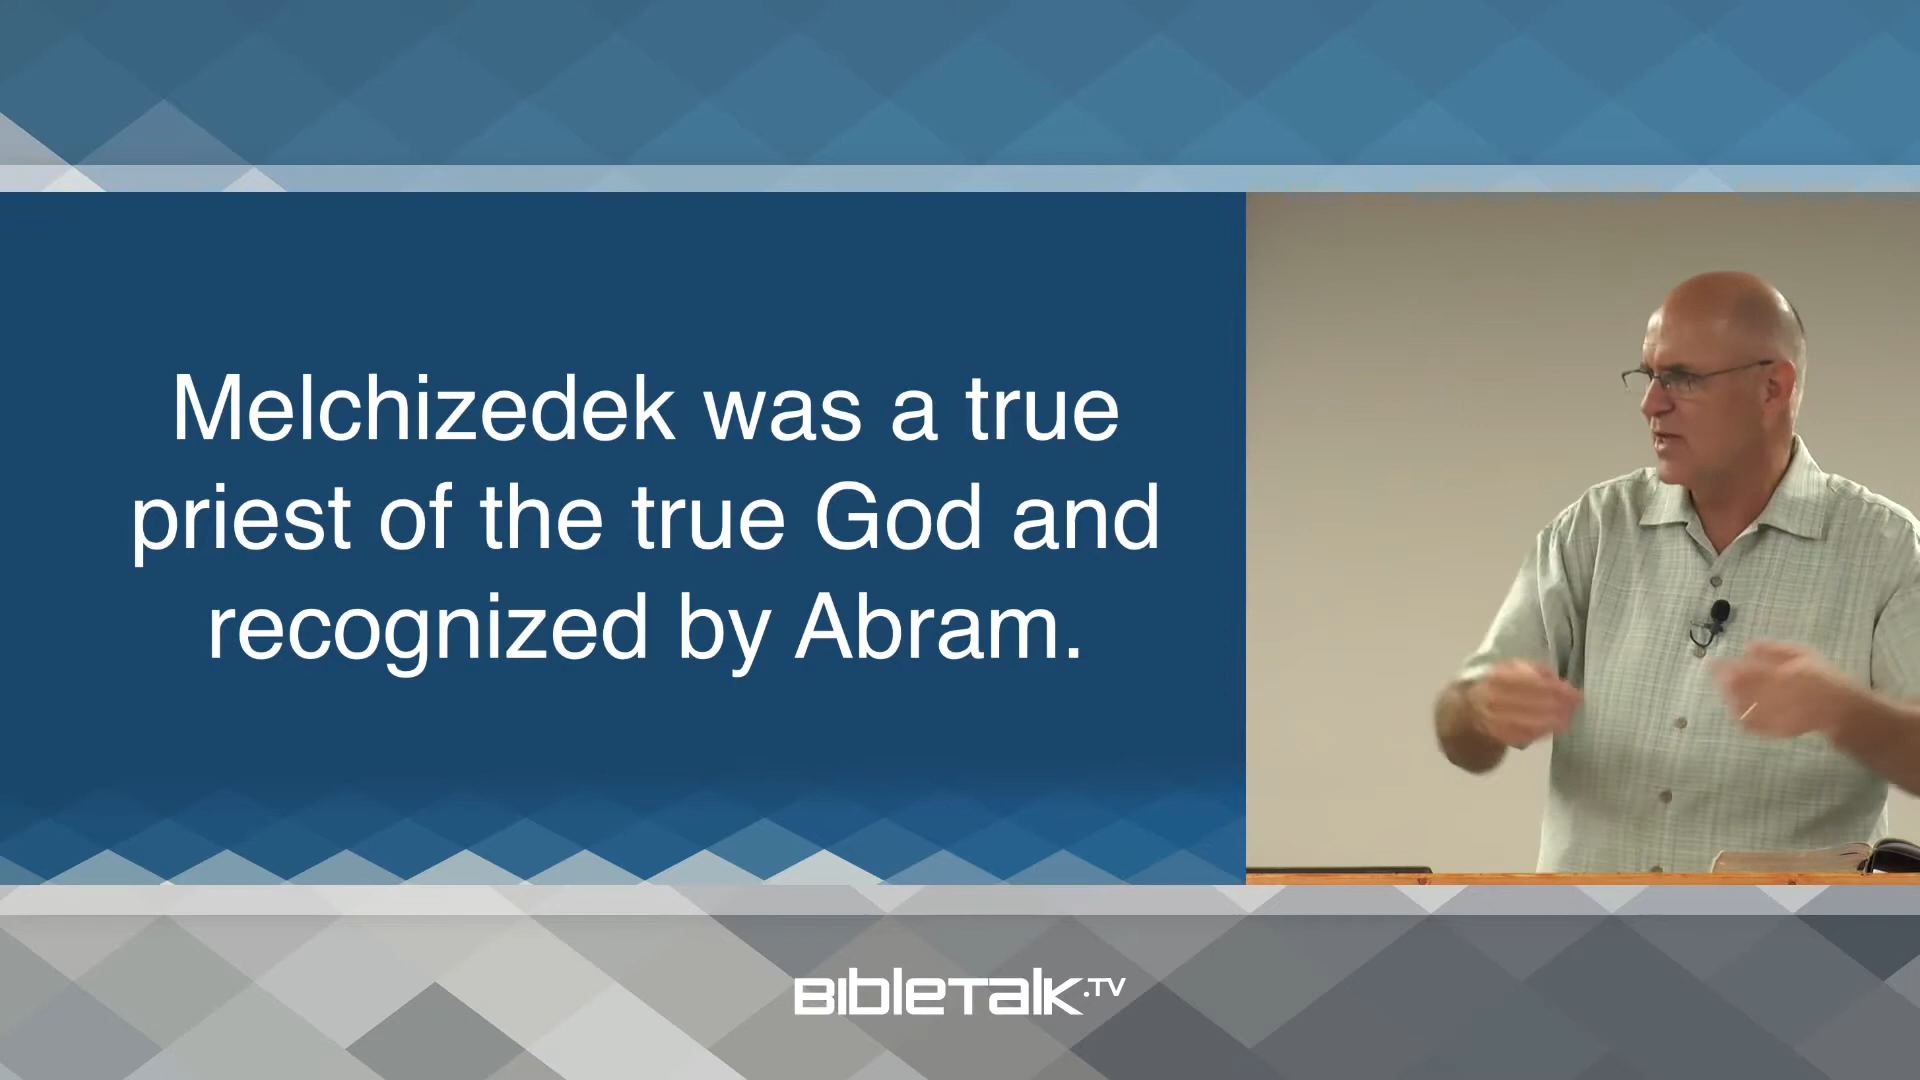 Melchizedek was a true
priest of the true God and
recognized by Abram.
BIBLETALK.TV